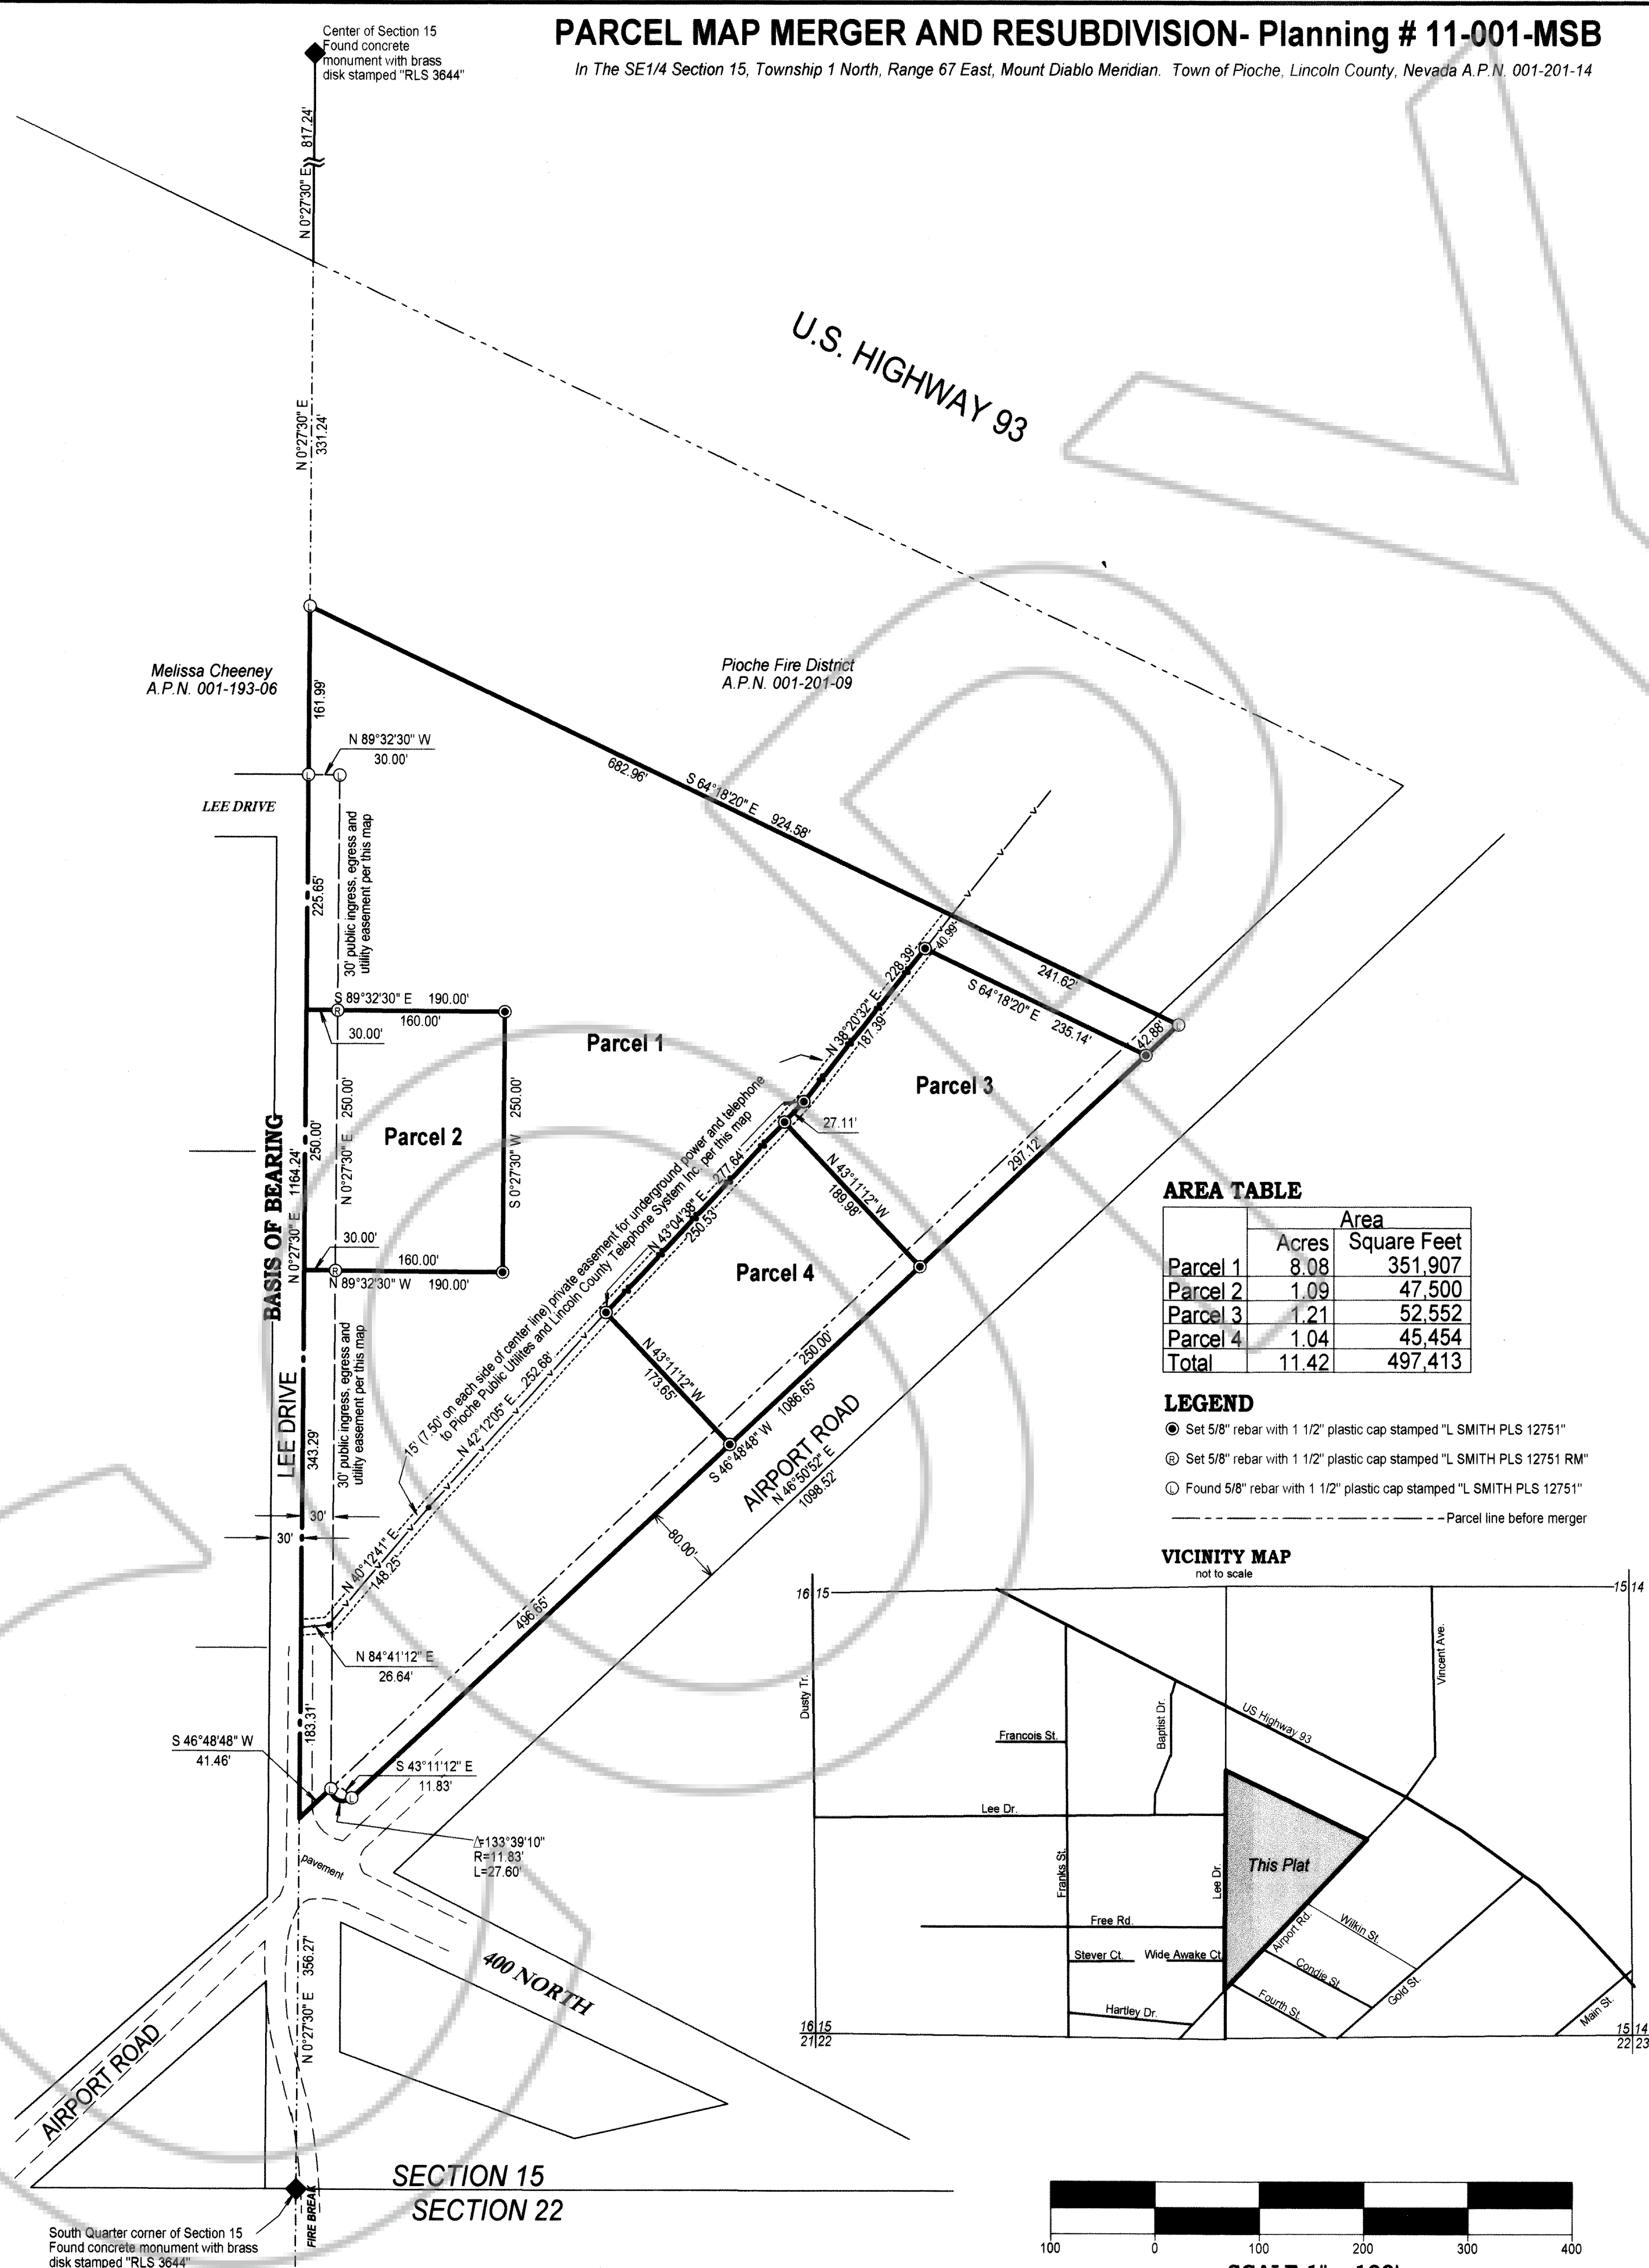 PARCEL MAP MERGER AND RESUBDIVISION- Planning # 11-001-MSB
In The SE1/4 Section 15, Township 1 North, Range 67 East, Mount Diablo Meridian.  Town of Pioche, Lincoln County, Nevada A.P.N. 001-201-14
Center of Section 15
Found concrete
monument with brass
disk stamped "RLS 3644"
N 0°27'30" E 817.24'
N 0°27'30" E
331.24'
U.S. HIGHWAY 93
Melissa Cheeney
A.P.N. 001-193-06
Pioche Fire District
A.P.N. 001-201-09
161.99'
N 89°32'30" W
30.00'
LEE DRIVE
682.96'
S 64°18'20" E 924.58'
241.62'
30' public ingress, egress and
utility easement per this map
225.65'
S 89°32'30" E 190.00'
160.00'
30.00'
Parcel 1
40.99'
S 64°18'20" E 235.14'
42.88'
N 38°20'32" E 228.39'
187.39'
Parcel 3
27.11'
297.12'
BASIS OF BEARING
N 0°27'30" E 1164.24'
250.00'
N 0°27'30" E 250.00'
Parcel 2
S 0°27'30" W 250.00'
30.00'
160.00'
N 89°32'30" W 190.00'
15' (7.50' on each side of center line) private easement for underground power and telephone
to Pioche Public Utilites and Lincoln County Telephone System Inc. per this map
N 43°04'38" E 277.64'
250.53'
N 43°11'12" W
189.98'
Parcel 4
250.00'
N 43°11'12" W
173.65'
S 46°48'48" W 1086.65'
AIRPORT ROAD
N 46°50'52" E
1098.52'
80.00'
LEE DRIVE
343.29'
30' public ingress, egress and
utility easement per this map
N 42°12'05" E 252.68'
30'
30'
N 40°12'41" E
148.25'
496.65'
N 84°41'12" E
26.64'
183.31'
S 46°48'48" W
41.46'
S 43°11'12" E
11.83'
Δ=133°39'10"
R=11.83'
L=27.60'
pavement
400 NORTH
N 0°27'30" E 356.27'
AIRPORT ROAD
SECTION 15
SECTION 22
FIRE BREAK
South Quarter corner of Section 15
Found concrete monument with brass
disk stamped "RLS 3644"
AREA TABLE
Area
Acres Square Feet
Parcel 1 8.08 351,907
Parcel 2 1.09 47,500
Parcel 3 1.21 52,552
Parcel 4 1.04 45,454
Total 11.42 497,413
LEGEND
Set 5/8" rebar with 1 1/2" plastic cap stamped "L SMITH PLS 12751"
R Set 5/8" rebar with 1 1/2" plastic cap stamped "L SMITH PLS 12751 RM"
L Found 5/8" rebar with 1 1/2" plastic cap stamped "L SMITH PLS 12751"
Parcel line before merger
VICINITY MAP
not to scale
16 15
15 14
Dusty Tr.
Vincent Ave.
Baptist Dr.
US Highway 93
Francois St.
Lee Dr.
Franks St.
Lee Dr.
This Plat
Free Rd.
Airport Rd.
Wilkin St.
Stever Ct.
Wide Awake Ct.
Condie St.
Gold St.
Fourth St.
Hartley Dr.
Main St.
16 15
21 22
15 14
22 23
100 0 100 200 300 400
SCALE 1" = 100'